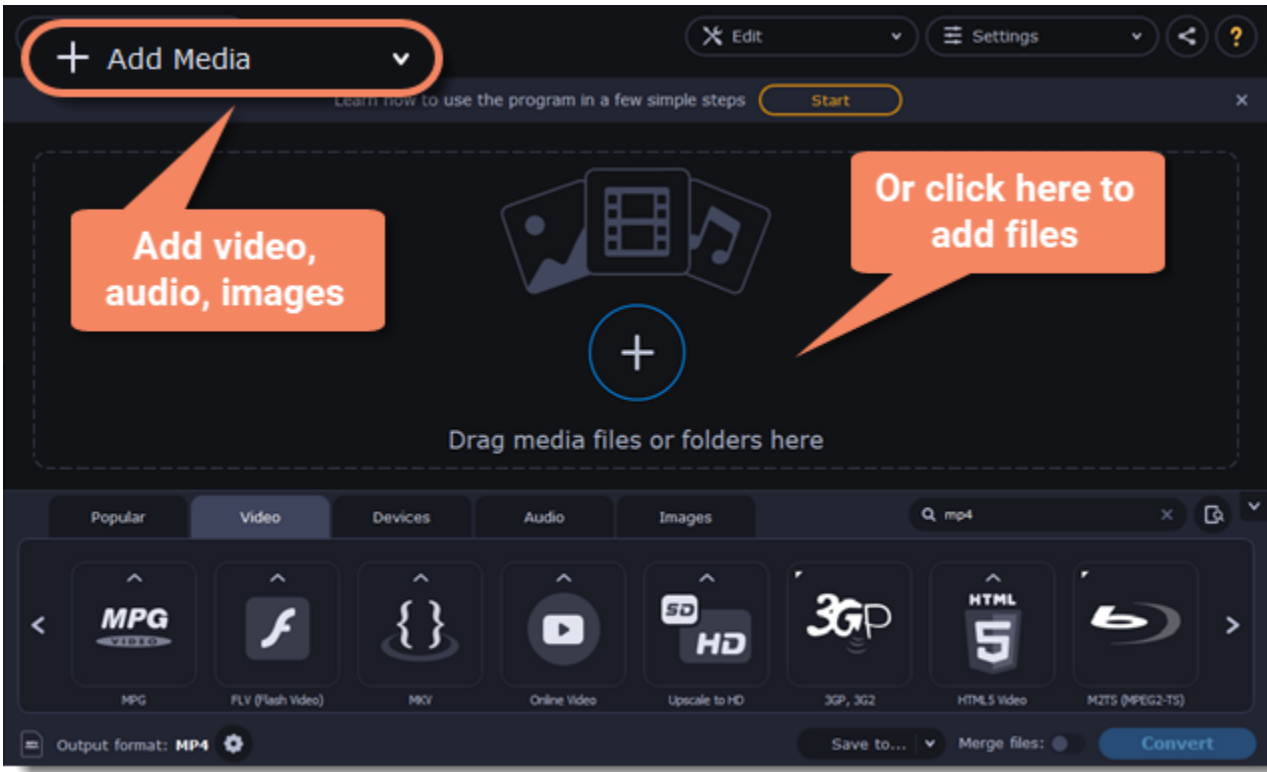 Add Media
Edit
Settings
?
Learn how to use the program in a few simple steps
Start
Add video,
audio, images
Or click here to
add files
Drag media files or folders here
Popular
Video
Devices
Audio
Images
mp4
MPG
VIDEO
SD
HD
3GP
HTML
5
MPG
FLV (Flash Video)
MKV
Online Video
Upscale to HD
3GP, 3G2
HTML5 Video
M2TS (MPEG2-TS)
Output format: MP4
Save to...
Merge files:
Convert